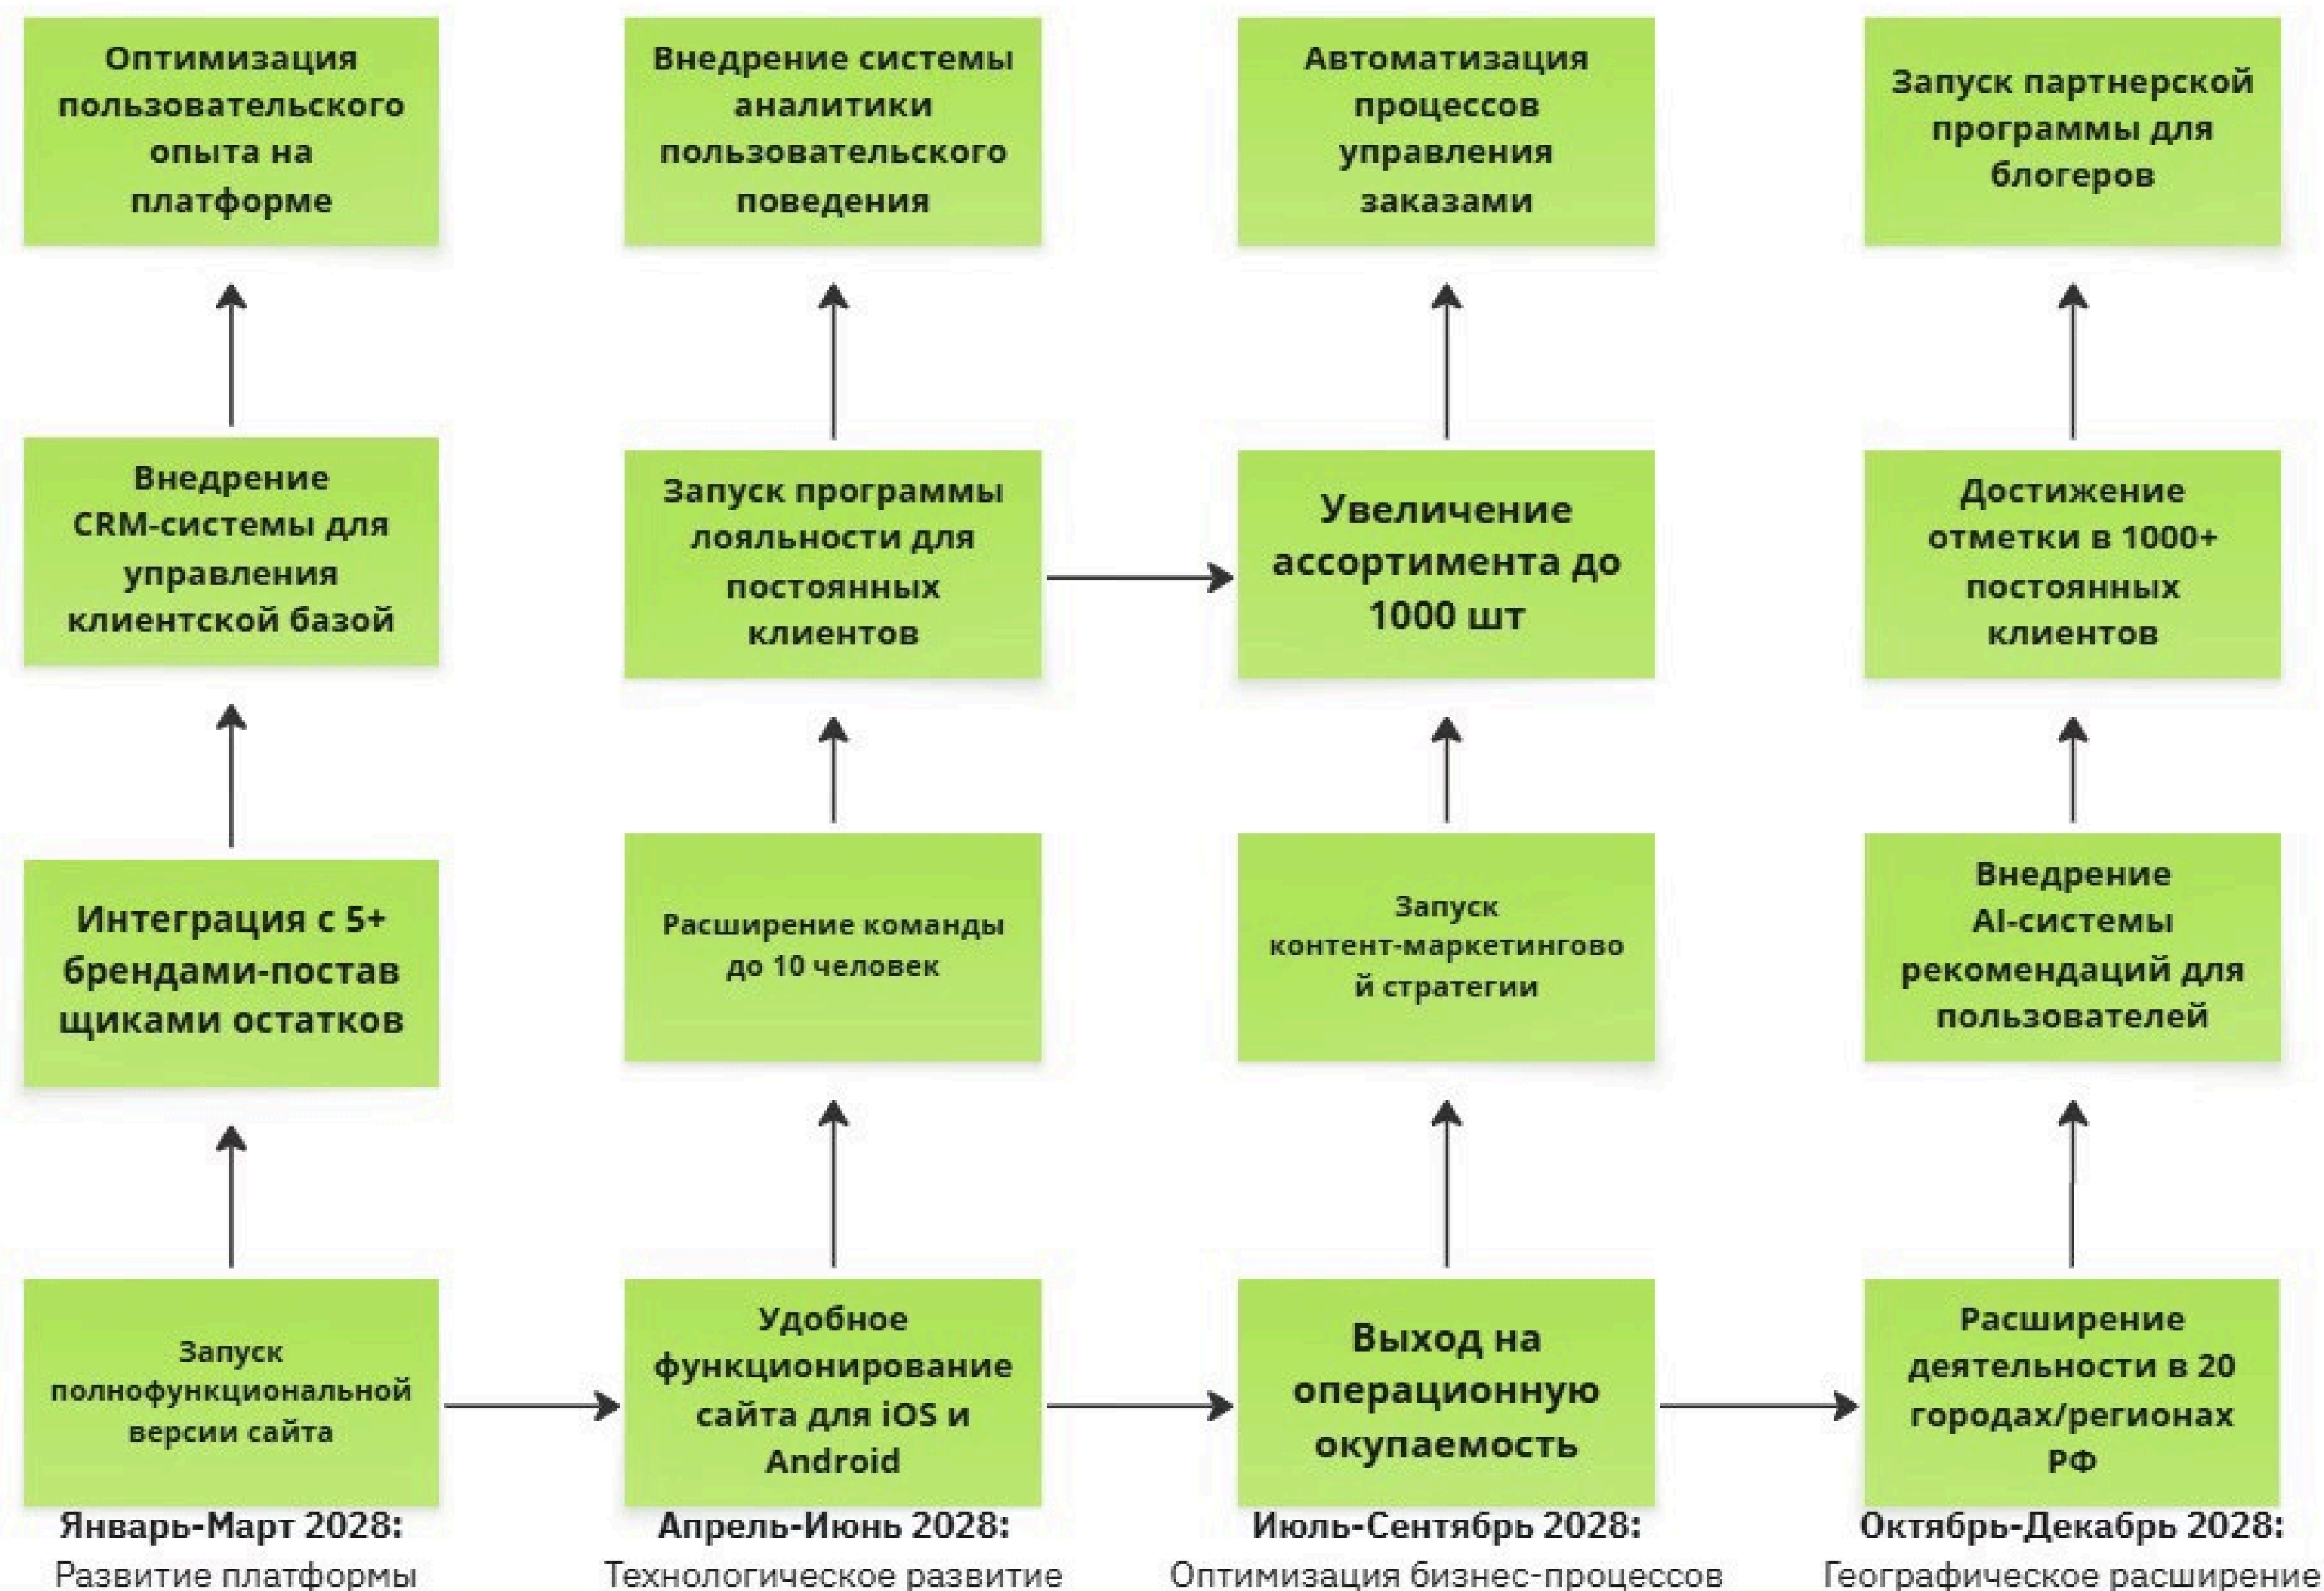 Оптимизация
пользовательского
опыта на
платформе
Внедрение системы
аналитики
пользовательского
поведения
Автоматизация
процессов
управления
заказами
Запуск партнерской
программы для
блогеров
Внедрение
CRM-системы для
управления
клиентской базой
Запуск программы
лояльности для
постоянных
клиентов
Увеличение
ассортимента до
1000 шт
Достижение
отметки в 1000+
постоянных
клиентов
Интеграция с 5+
брендами-постав
щиками остатков
Расширение команды
до 10 человек
Запуск
контент-маркетингово
й стратегии
Внедрение
AI-системы
рекомендаций для
пользователей
Запуск
полнофункциональной
версии сайта
Удобное
функционирование
сайта для iOS и
Android
Выход на
операционную
окупаемость
Расширение
деятельности в 20
городах/регионах
РФ
Январь-Март 2028:
Развитие платформы
Апрель-Июнь 2028:
Технологическое развитие
Июль-Сентябрь 2028:
Оптимизация бизнес-процессов
Октябрь-Декабрь 2028:
Географическое расширение